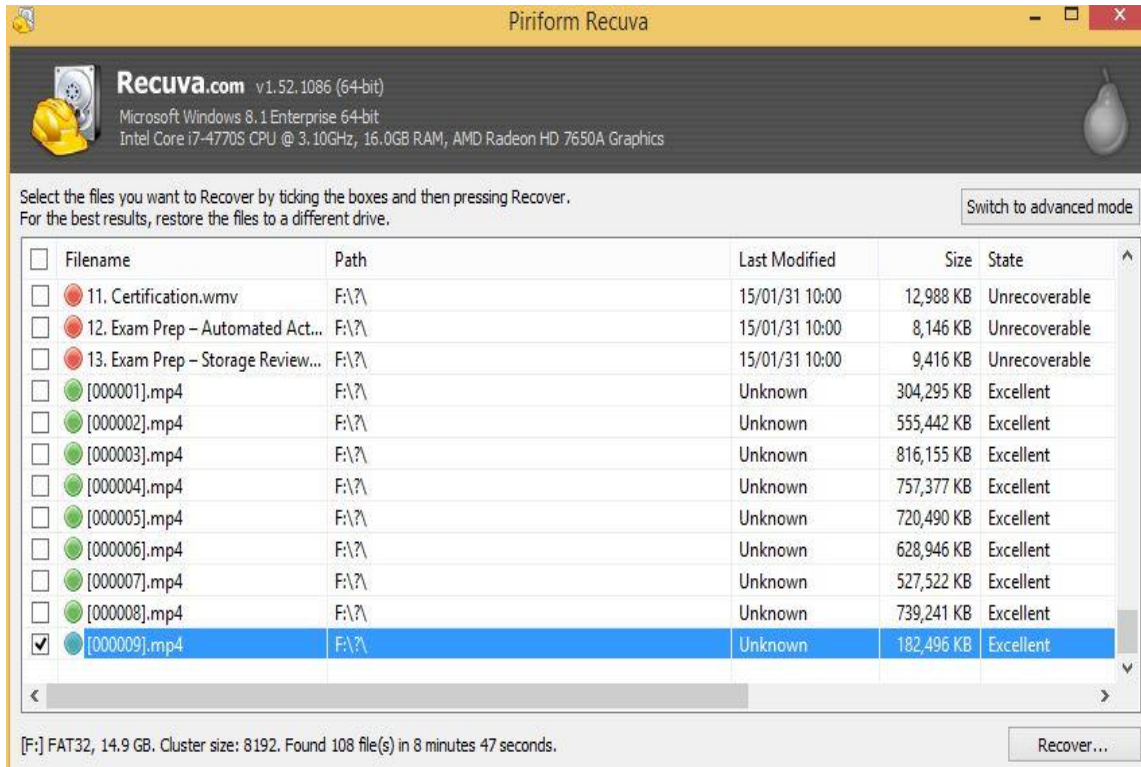 Piriform Recuva
Recuva.com v1.52.1086 (64-bit)
Microsoft Windows 8.1 Enterprise 64-bit
Intel Core i7-4770S CPU @ 3.10GHz, 16.0GB RAM, AMD Radeon HD 7650A Graphics
Select the files you want to Recover by ticking the boxes and then pressing Recover.
For the best results, restore the files to a different drive.
Switch to advanced mode
Filename Path Last Modified Size State
11. Certification.wmv F:\?\ 15/01/31 10:00 12,988 KB Unrecoverable
12. Exam Prep – Automated Act... F:\?\ 15/01/31 10:00 8,146 KB Unrecoverable
13. Exam Prep – Storage Review... F:\?\ 15/01/31 10:00 9,416 KB Unrecoverable
[000001].mp4 F:\?\ Unknown 304,295 KB Excellent
[000002].mp4 F:\?\ Unknown 555,442 KB Excellent
[000003].mp4 F:\?\ Unknown 816,155 KB Excellent
[000004].mp4 F:\?\ Unknown 757,377 KB Excellent
[000005].mp4 F:\?\ Unknown 720,490 KB Excellent
[000006].mp4 F:\?\ Unknown 628,946 KB Excellent
[000007].mp4 F:\?\ Unknown 527,522 KB Excellent
[000008].mp4 F:\?\ Unknown 739,241 KB Excellent
[000009].mp4 F:\?\ Unknown 182,496 KB Excellent
[F:] FAT32, 14.9 GB. Cluster size: 8192. Found 108 file(s) in 8 minutes 47 seconds.
Recover...